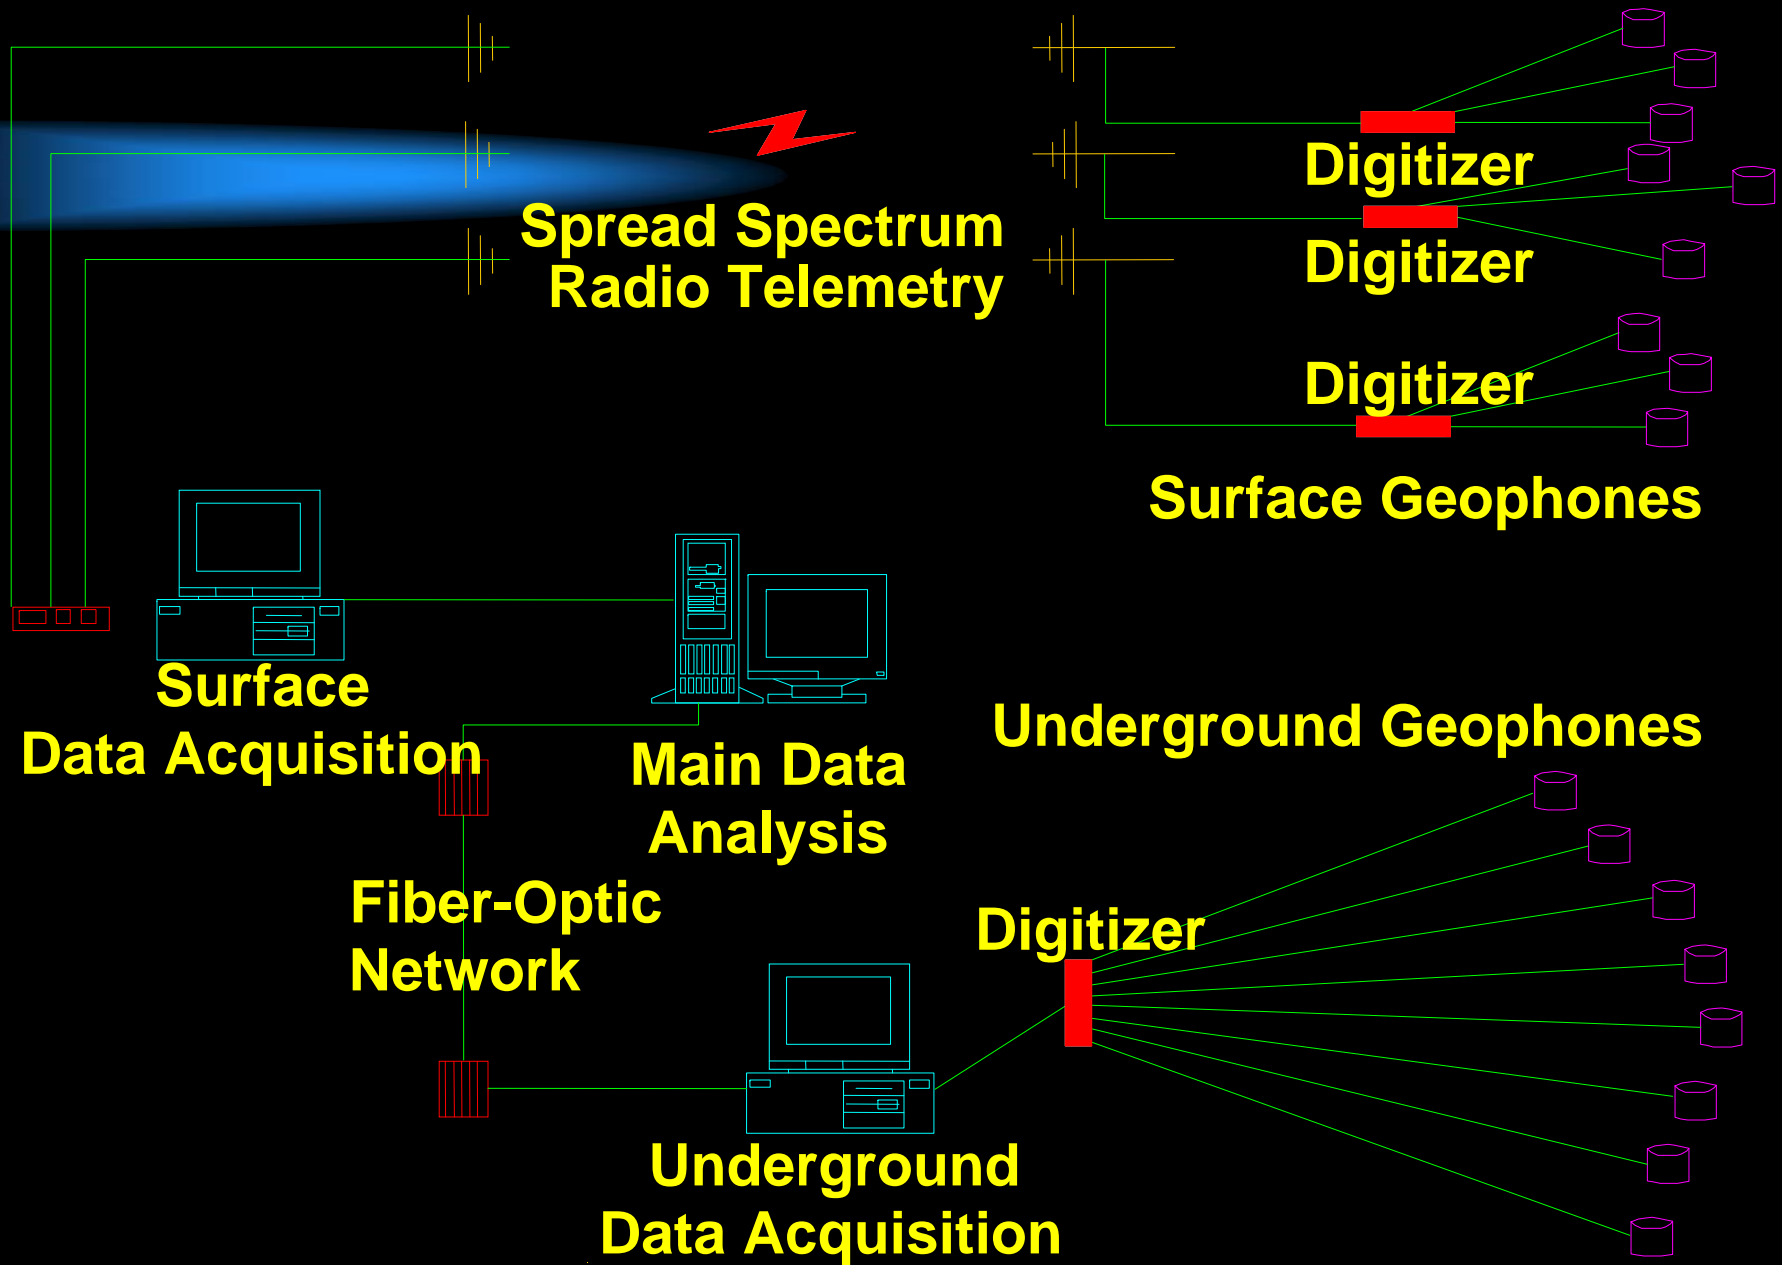 Spread Spectrum
Radio Telemetry
Digitizer
Digitizer
Digitizer
Surface Geophones
Surface
Data Acquisition
Main Data
Analysis
Underground Geophones
Fiber-Optic
Network
Digitizer
Underground
Data Acquisition